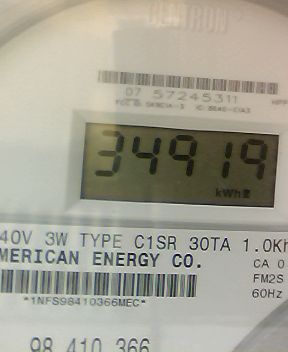 ITRON
07 57245311
34919
kWh
40V 3W TYPE C1SR 30TA 1.0Kh
MERICAN ENERGY CO.
CA 0
FM2S
60Hz
*1NFS98410366MEC*
98 410 366